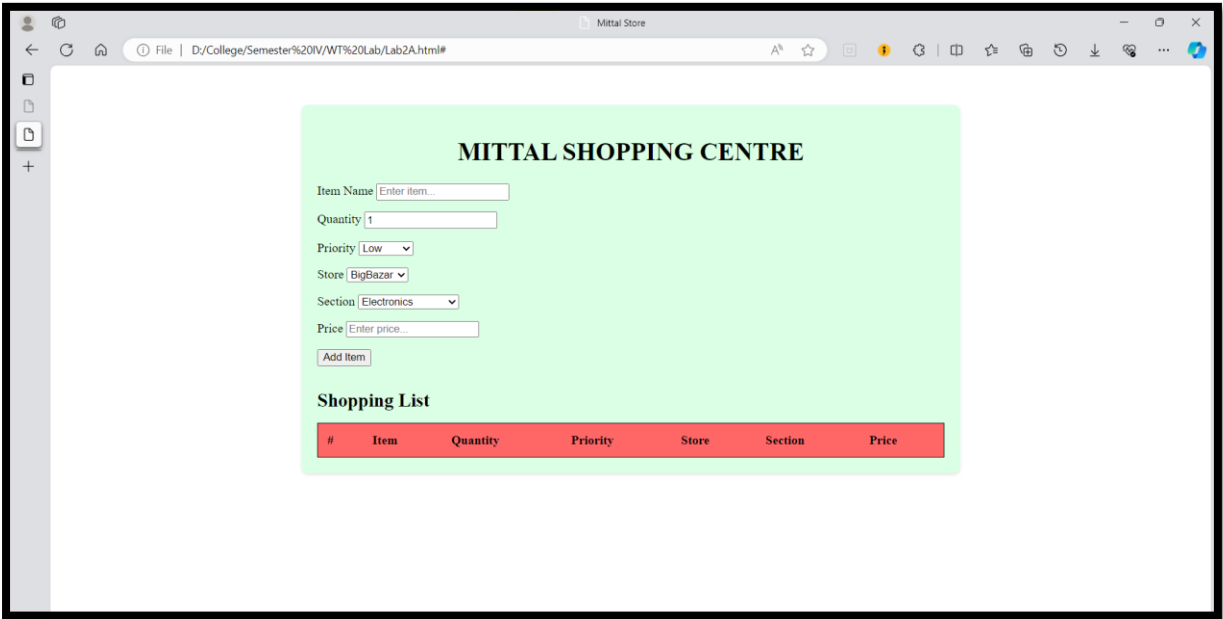 Mittal Store
File | D:/College/Semester%20IV/WT%20Lab/Lab2A.html#
MITTAL SHOPPING CENTRE
Item Name Enter item...
Quantity 1
Priority Low
Store BigBazar
Section Electronics
Price Enter price...
Add Item
Shopping List
# Item Quantity Priority Store Section Price